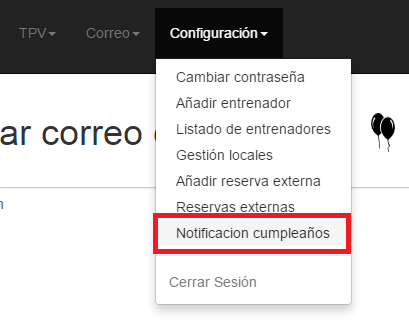 TPV Correo Configuración
Cambiar contraseña
Añadir entrenador
Listado de entrenadores
ar correo
Gestión locales
Añadir reserva externa
Reservas externas
Notificacion cumpleaños
Cerrar Sesión